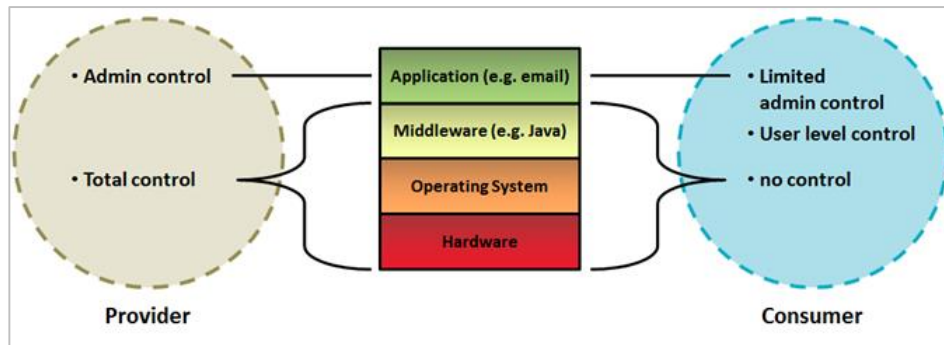 • Admin control
• Total control
Provider
Application (e.g. email)
Middleware (e.g. Java)
Operating System
Hardware
• Limited
admin control
• User level control
• no control
Consumer